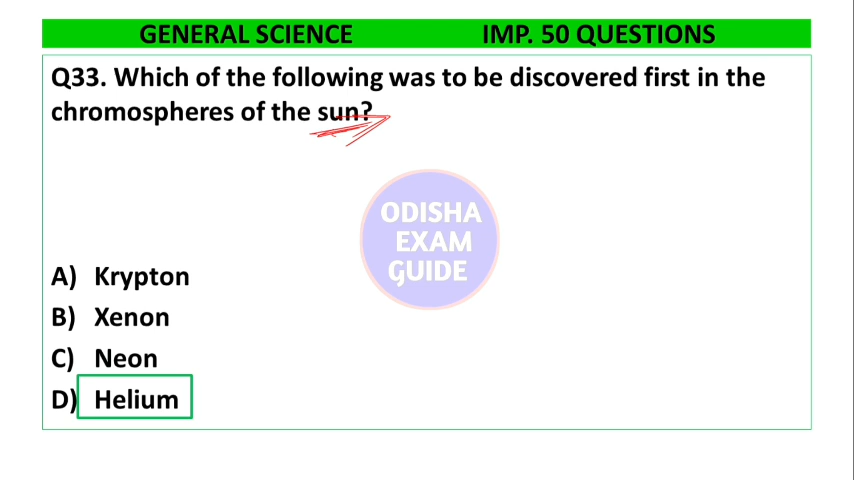 GENERAL SCIENCE IMP. 50 QUESTIONS
Q33. Which of the following was to be discovered first in the
chromospheres of the sun?
ODISHA
EXAM
GUIDE
A) Krypton
B) Xenon
C) Neon
D) Helium